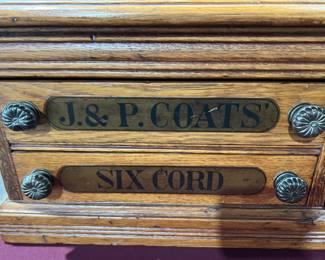 J. & P. COATS'
SIX CORD